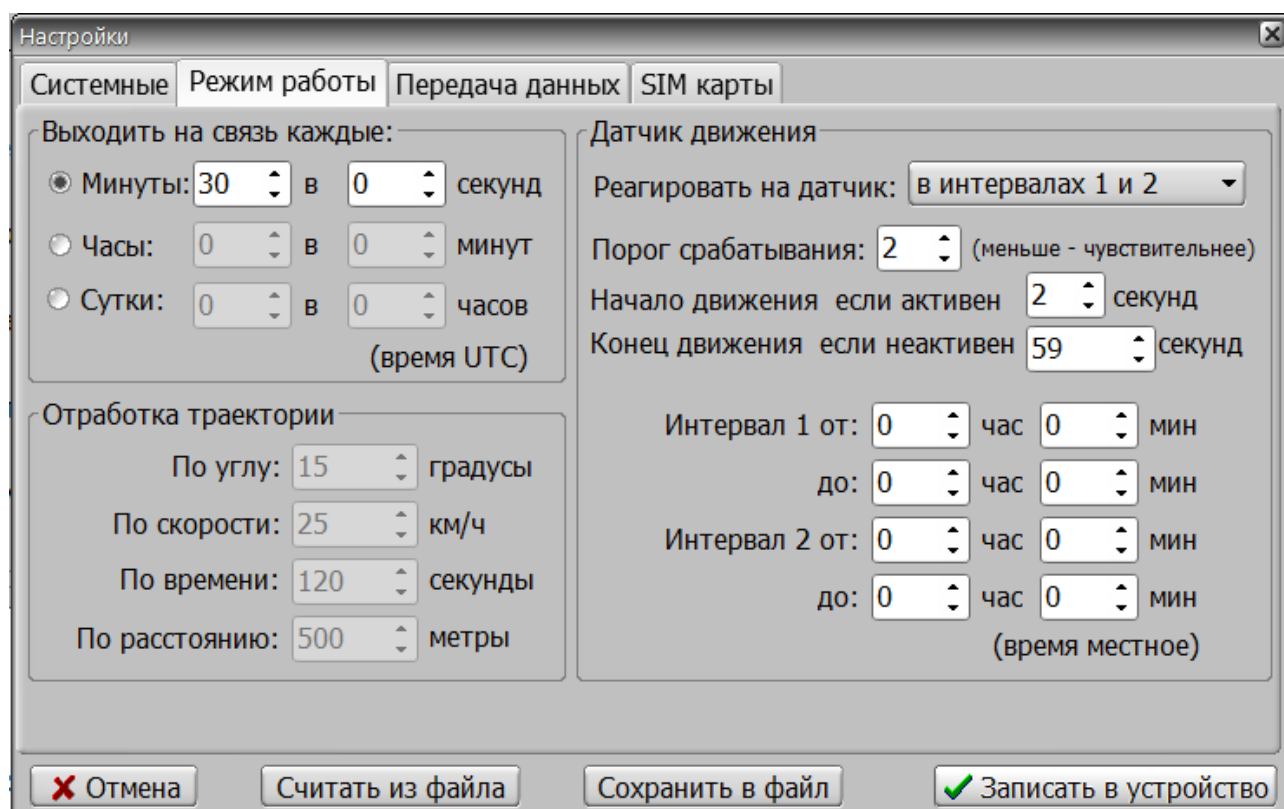 Настройки
Системные Режим работы Передача данных SIM карты
Выходить на связь каждые:
Минуты: 30 в 0 секунд
Часы: 0 в 0 минут
Сутки: 0 в 0 часов
(время UTC)
Отработка траектории
По углу: 15 градусы
По скорости: 25 км/ч
По времени: 120 секунды
По расстоянию: 500 метры
Датчик движения
Реагировать на датчик: в интервалах 1 и 2
Порог срабатывания: 2 (меньше - чувствительнее)
Начало движения если активен 2 секунд
Конец движения если неактивен 59 секунд
Интервал 1 от: 0 час 0 мин
до: 0 час 0 мин
Интервал 2 от: 0 час 0 мин
до: 0 час 0 мин
(время местное)
Отмена Считать из файла Сохранить в файл Записать в устройство